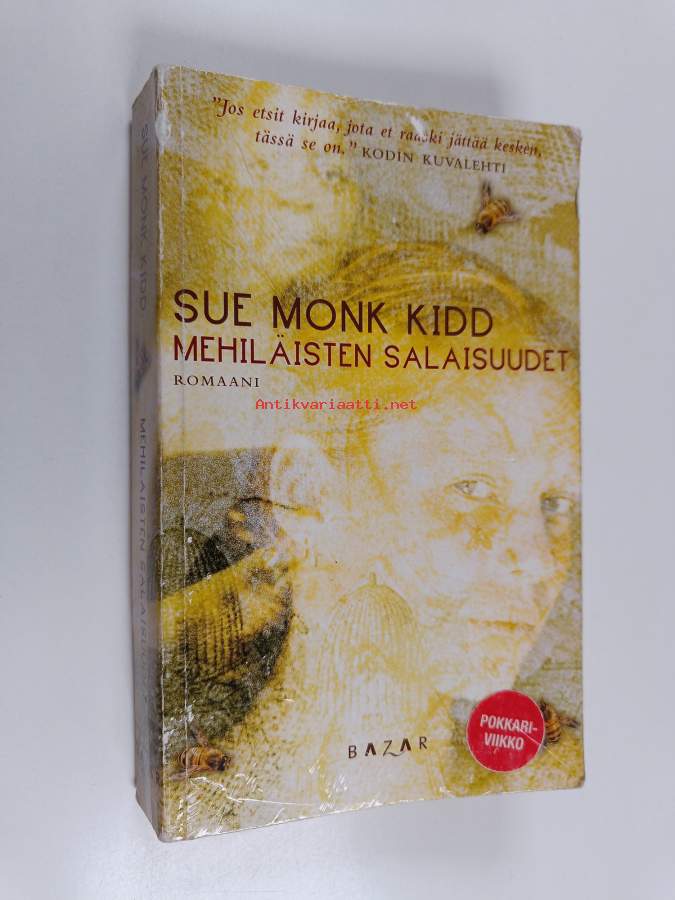 "Jos etsit kirjaa, jota et raaski jättää kesken,
tässä se on." KODIN KUVALEHTI
SUE MONK KIDD
MEHILÄISTEN SALAISUUDET
ROMAANI
Antikvariaatti.net
BAZAR
POKKARI-
VIIKKO
SUE MONK KIDD
MEHILÄISTEN SALAISUUDET